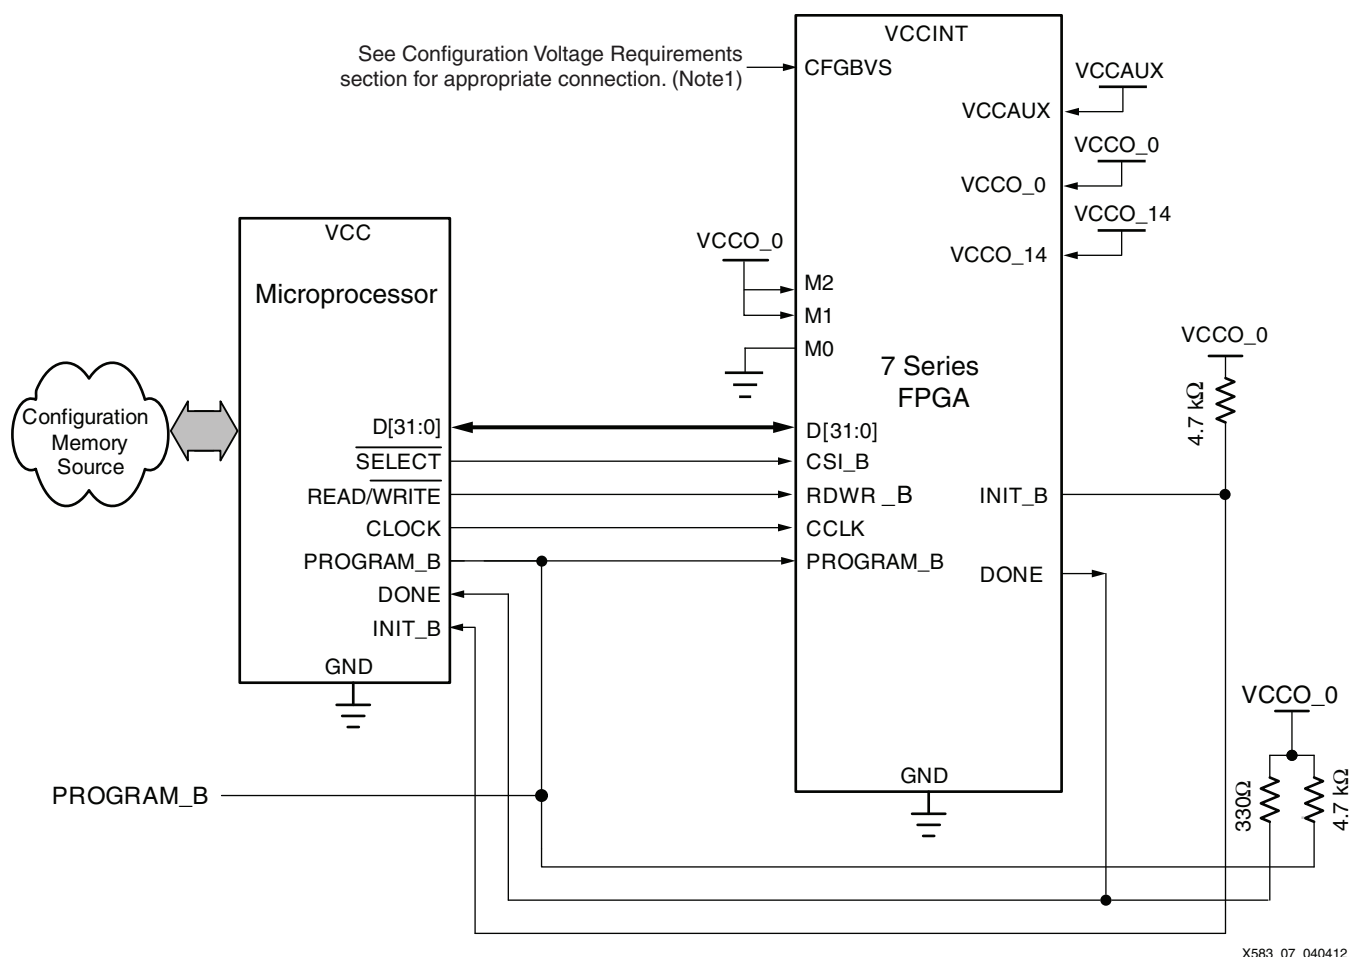 VCCINT
See Configuration Voltage Requirements
section for appropriate connection. (Note1)
CFGBVS
VCCAUX
VCCAUX
VCCO_0
VCCO_0
VCCO_14
VCCO_14
VCC
Microprocessor
VCCO_0
M2
M1
M0
7 Series
FPGA
VCCO_0
4.7 kΩ
Configuration
Memory
Source
D[31:0]
D[31:0]
SELECT
CSI_B
READ/WRITE
RDWR _B
INIT_B
CLOCK
CCLK
PROGRAM_B
PROGRAM_B
DONE
DONE
INIT_B
GND
VCCO_0
GND
PROGRAM_B
330Ω
4.7 kΩ
X583_07_040412